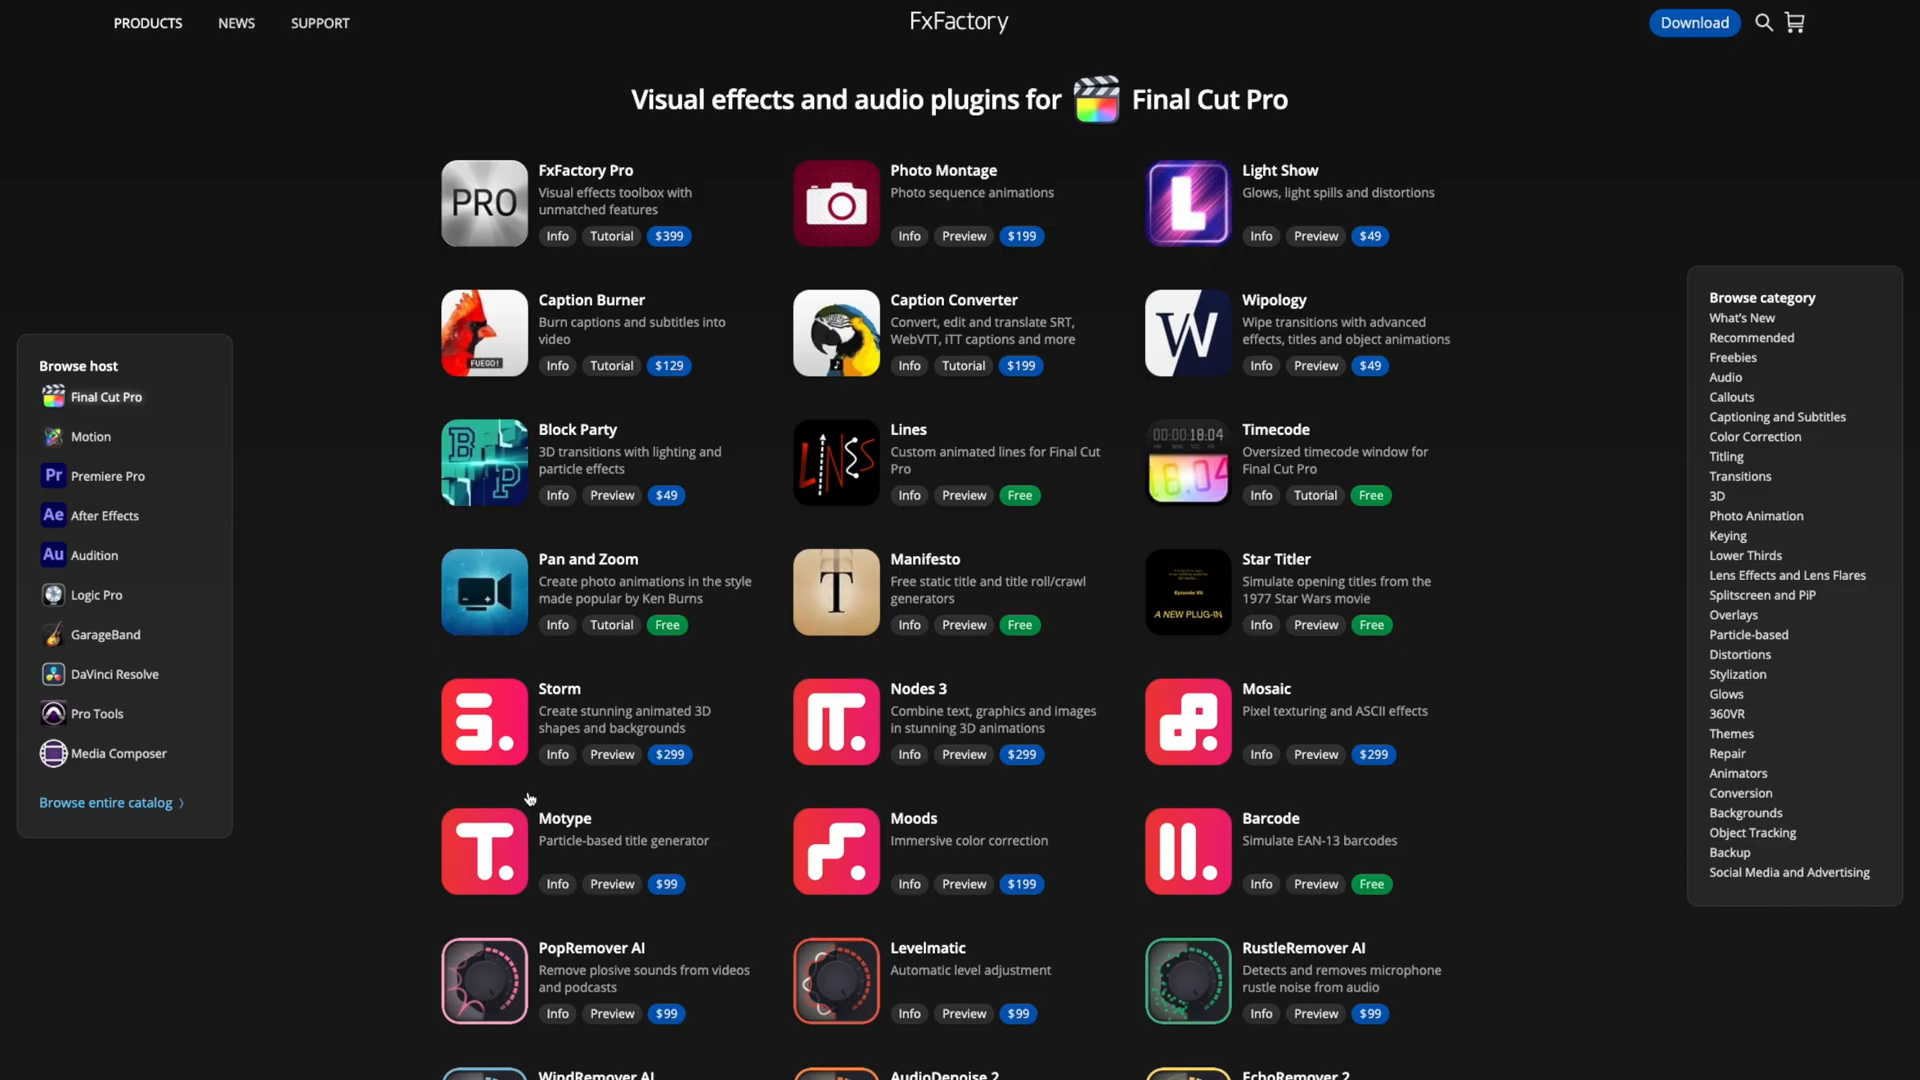 PRODUCTS NEWS SUPPORT
FxFactory
Download
Visual effects and audio plugins for Final Cut Pro
PRO
FxFactory Pro
Visual effects toolbox with
unmatched features
Info Tutorial $399
Photo Montage
Photo sequence animations
Info Preview $199
L
Light Show
Glows, light spills and distortions
Info Preview $49
FUEGO!
Caption Burner
Burn captions and subtitles into
video
Info Tutorial $129
Caption Converter
Convert, edit and translate SRT,
WebVTT, iTT captions and more
Info Tutorial $199
W
Wipology
Wipe transitions with advanced
effects, titles and object animations
Info Preview $49
B
P
Block Party
3D transitions with lighting and
particle effects
Info Preview $49
LINES
Lines
Custom animated lines for Final Cut
Pro
Info Preview Free
00:00:18:04
18.04
Timecode
Oversized timecode window for
Final Cut Pro
Info Tutorial Free
Pan and Zoom
Create photo animations in the style
made popular by Ken Burns
Info Tutorial Free
T
Manifesto
Free static title and title roll/crawl
generators
Info Preview Free
Episode VII
A NEW PLUG-IN
Star Titler
Simulate opening titles from the
1977 Star Wars movie
Info Preview Free
Storm
Create stunning animated 3D
shapes and backgrounds
Info Preview $299
Nodes 3
Combine text, graphics and images
in stunning 3D animations
Info Preview $299
Mosaic
Pixel texturing and ASCII effects
Info Preview $299
T.
Motype
Particle-based title generator
Info Preview $99
Moods
Immersive color correction
Info Preview $199
Barcode
Simulate EAN-13 barcodes
Info Preview Free
PopRemover AI
Remove plosive sounds from videos
and podcasts
Info Preview $99
Levelmatic
Automatic level adjustment
Info Preview $99
RustleRemover AI
Detects and removes microphone
rustle noise from audio
Info Preview $99
WindRemover AI
AudioDenoise 2
EchoRemover 2
Browse host
Final Cut Pro
Motion
Pr Premiere Pro
Ae After Effects
Au Audition
Logic Pro
GarageBand
DaVinci Resolve
Pro Tools
Media Composer
Browse entire catalog 〉
Browse category
What's New
Recommended
Freebies
Audio
Callouts
Captioning and Subtitles
Color Correction
Titling
Transitions
3D
Photo Animation
Keying
Lower Thirds
Lens Effects and Lens Flares
Splitscreen and PiP
Overlays
Particle-based
Distortions
Stylization
Glows
360VR
Themes
Repair
Animators
Conversion
Backgrounds
Object Tracking
Backup
Social Media and Advertising